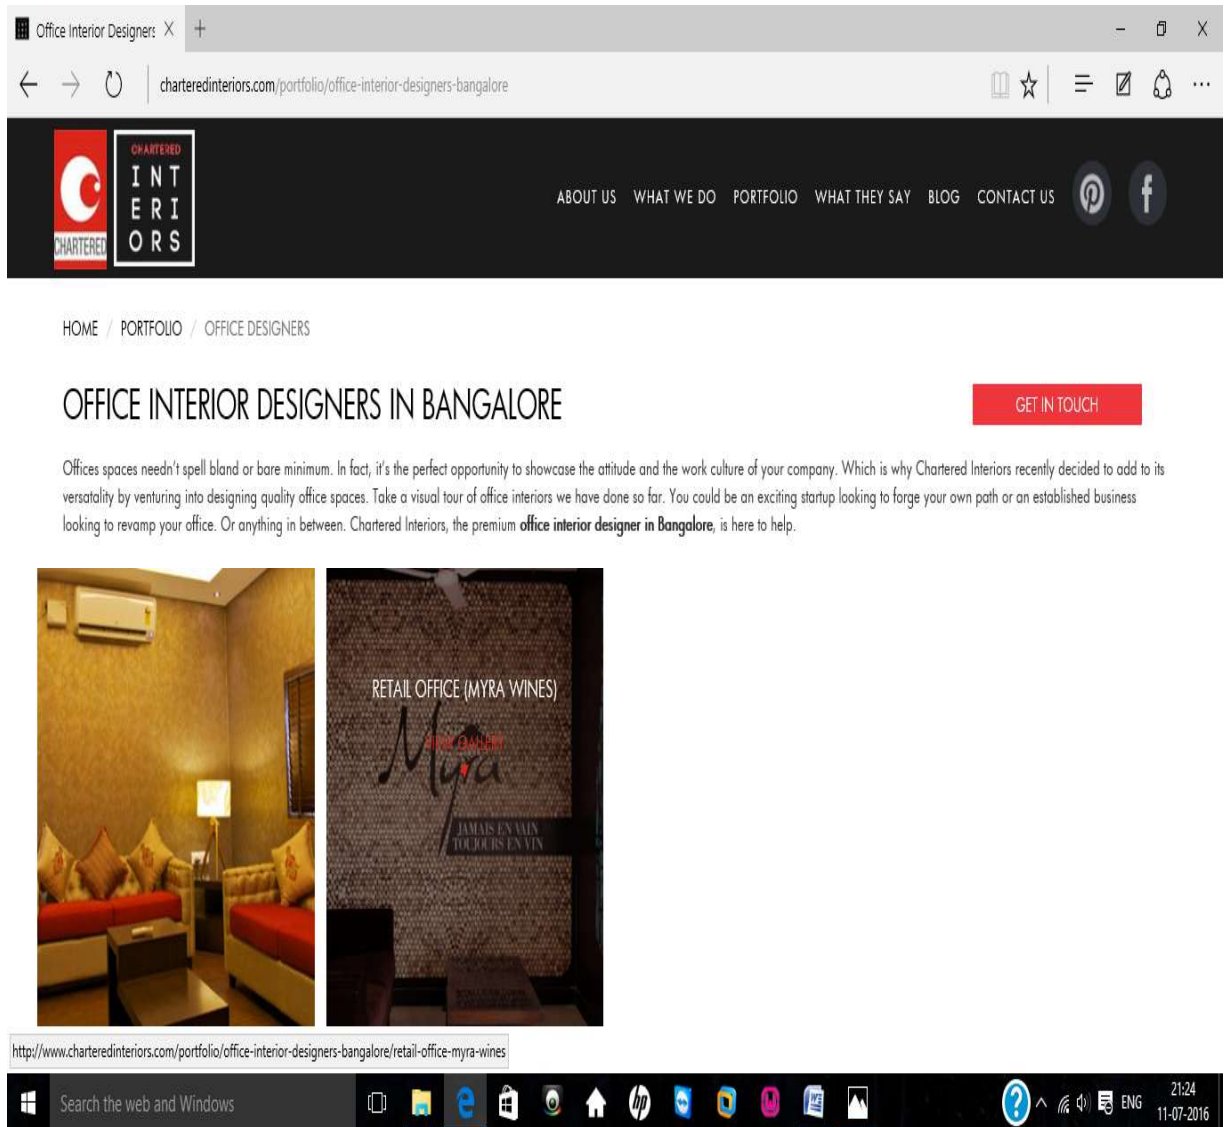 Office Interior Designers
charteredinteriors.com/portfolio/office-interior-designers-bangalore
CHARTERED
CHARTERED
INT
ERI
ORS
ABOUT US WHAT WE DO PORTFOLIO WHAT THEY SAY BLOG CONTACT US
HOME / PORTFOLIO / OFFICE DESIGNERS
OFFICE INTERIOR DESIGNERS IN BANGALORE
GET IN TOUCH
Offices spaces needn't spell bland or bare minimum. In fact, it's the perfect opportunity to showcase the attitude and the work culture of your company. Which is why Chartered Interiors recently decided to add to its
versatality by venturing into designing quality office spaces. Take a visual tour of office interiors we have done so far. You could be an exciting startup looking to forge your own path or an established business
looking to revamp your office. Or anything in between. Chartered Interiors, the premium office interior designer in Bangalore, is here to help.
RETAIL OFFICE (MYRA WINES)
VIEW GALLERY
Myra
JAMAIS EN VAIN
TOUJOURS EN VIN
http://www.charteredinteriors.com/portfolio/office-interior-designers-bangalore/retail-office-myra-wines
Search the web and Windows
hp
ENG
21:24
11-07-2016